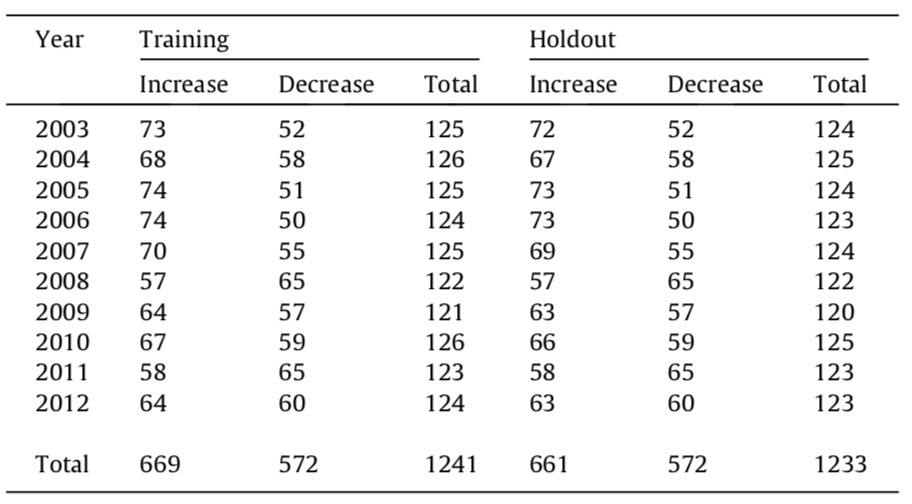 Year Training Holdout
Increase Decrease Total Increase Decrease Total
2003 73 52 125 72 52 124
2004 68 58 126 67 58 125
2005 74 51 125 73 51 124
2006 74 50 124 73 50 123
2007 70 55 125 69 55 124
2008 57 65 122 57 65 122
2009 64 57 121 63 57 120
2010 67 59 126 66 59 125
2011 58 65 123 58 65 123
2012 64 60 124 63 60 123
Total 669 572 1241 661 572 1233